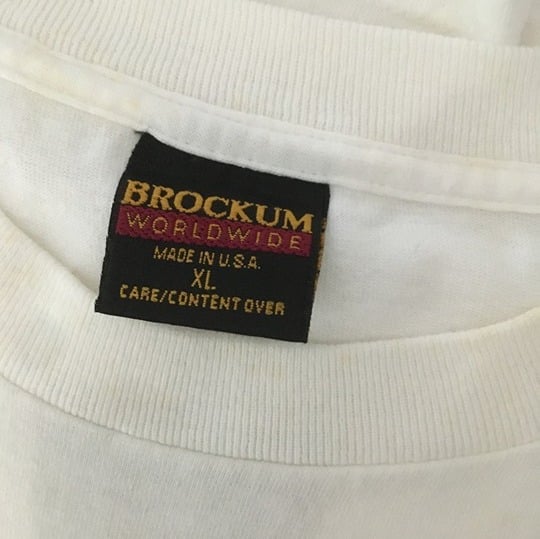 BROCKUM
WORLDWIDE
MADE IN U.S.A.
XL
CARE/CONTENT OVER